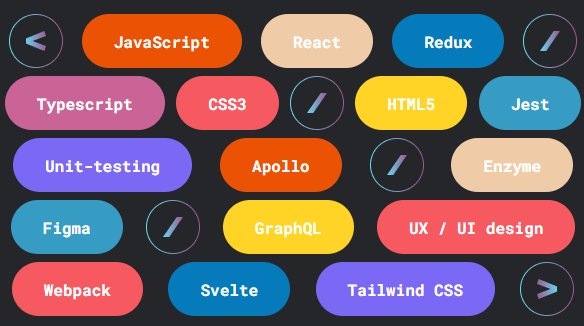 < JavaScript React Redux /
Typescript CSS3 / HTML5 Jest
Unit-testing Apollo / Enzyme
Figma / GraphQL UX / UI design
Webpack Svelte Tailwind CSS >